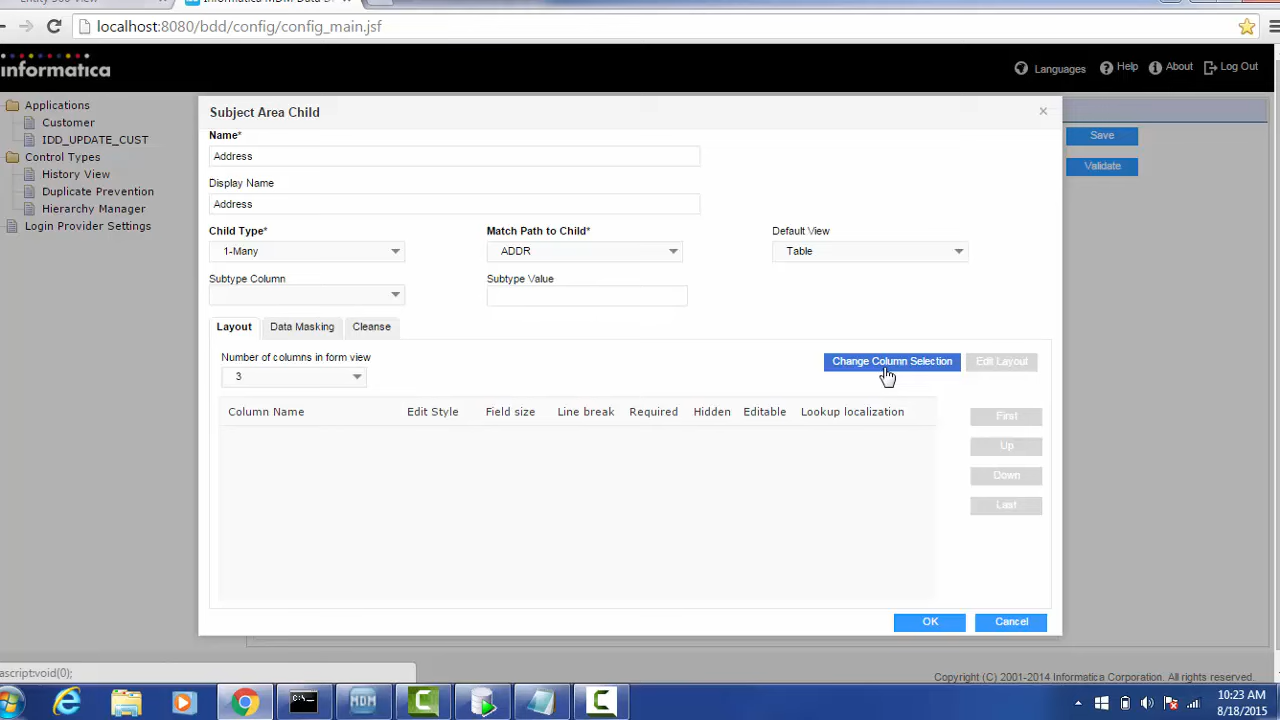 localhost:8080/bdd/config/config_main.jsf
informatica
Languages
Help
About
Log Out
Applications
Customer
IDD_UPDATE_CUST
Control Types
History View
Duplicate Prevention
Hierarchy Manager
Login Provider Settings
Save
Validate
Subject Area Child
×
Name*
Address
Display Name
Address
Child Type* Match Path to Child* Default View
1-Many ADDR Table
Subtype Column Subtype Value
Layout Data Masking Cleanse
Number of columns in form view
3
Change Column Selection Edit Layout
Column Name Edit Style Field size Line break Required Hidden Editable Lookup localization
First
Up
Down
Last
OK Cancel
ascript:void(0);
Copyright (C) 2001-2014 Informatica Corporation. All rights reserved.
MDM
10:23 AM
8/18/2015